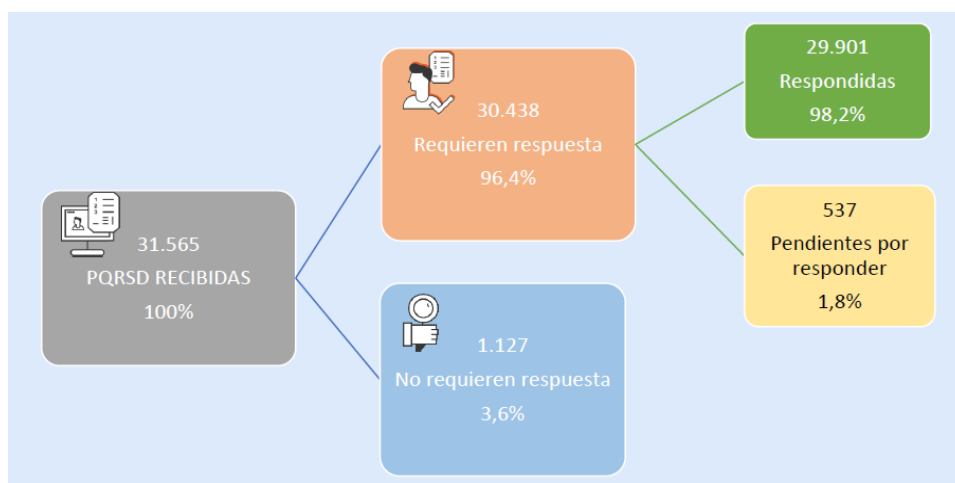 31.565
PQRSD RECIBIDAS
100%
30.438
Requieren respuesta
96,4%
1.127
No requieren respuesta
3,6%
29.901
Respondidas
98,2%
537
Pendientes por
responder
1,8%